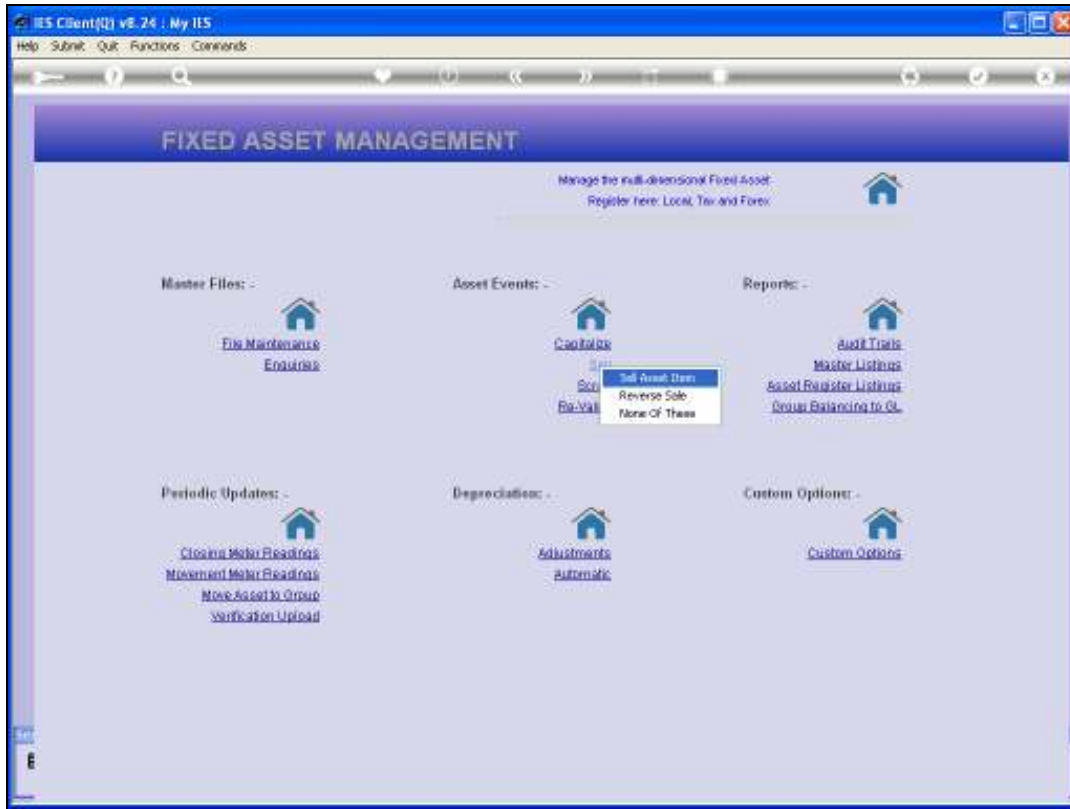 IES Client(Q) v8.24 : My IES
Help Submit Quit Functions Commands
FIXED ASSET MANAGEMENT
Manage the multi-dimensional Fixed Asset
Register here: Local, Tax and Forex
Master Files: -
File Maintenance
Enquiries
Asset Events: -
Capitalize
Sell
Re-Val
Sell Asset Item
Reverse Sale
None Of These
Reports: -
Audit Trails
Master Listings
Asset Register Listings
Group Balancing to GL
Periodic Updates: -
Closing Meter Readings
Movement Meter Readings
Move Asset to Group
Verification Upload
Depreciation: -
Adjustments
Automatic
Custom Options: -
Custom Options